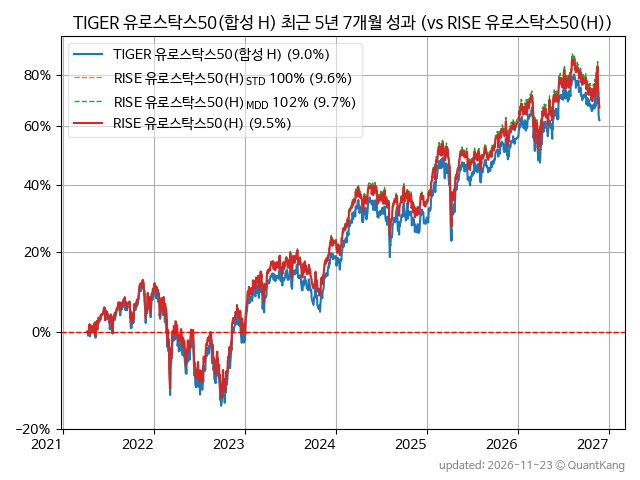 TIGER 유로스탁스50(합성 H) 최근 5년 7개월 성과 (vs RISE 유로스탁스50(H))
TIGER 유로스탁스50(합성 H) (9.0%)
RISE 유로스탁스50(H) STD 100% (9.6%)
RISE 유로스탁스50(H) MDD 102% (9.7%)
RISE 유로스탁스50(H) (9.5%)
80%
60%
40%
20%
0%
-20%
2021
2022
2023
2024
2025
2026
2027
updated: 2026-11-23 © QuantKang